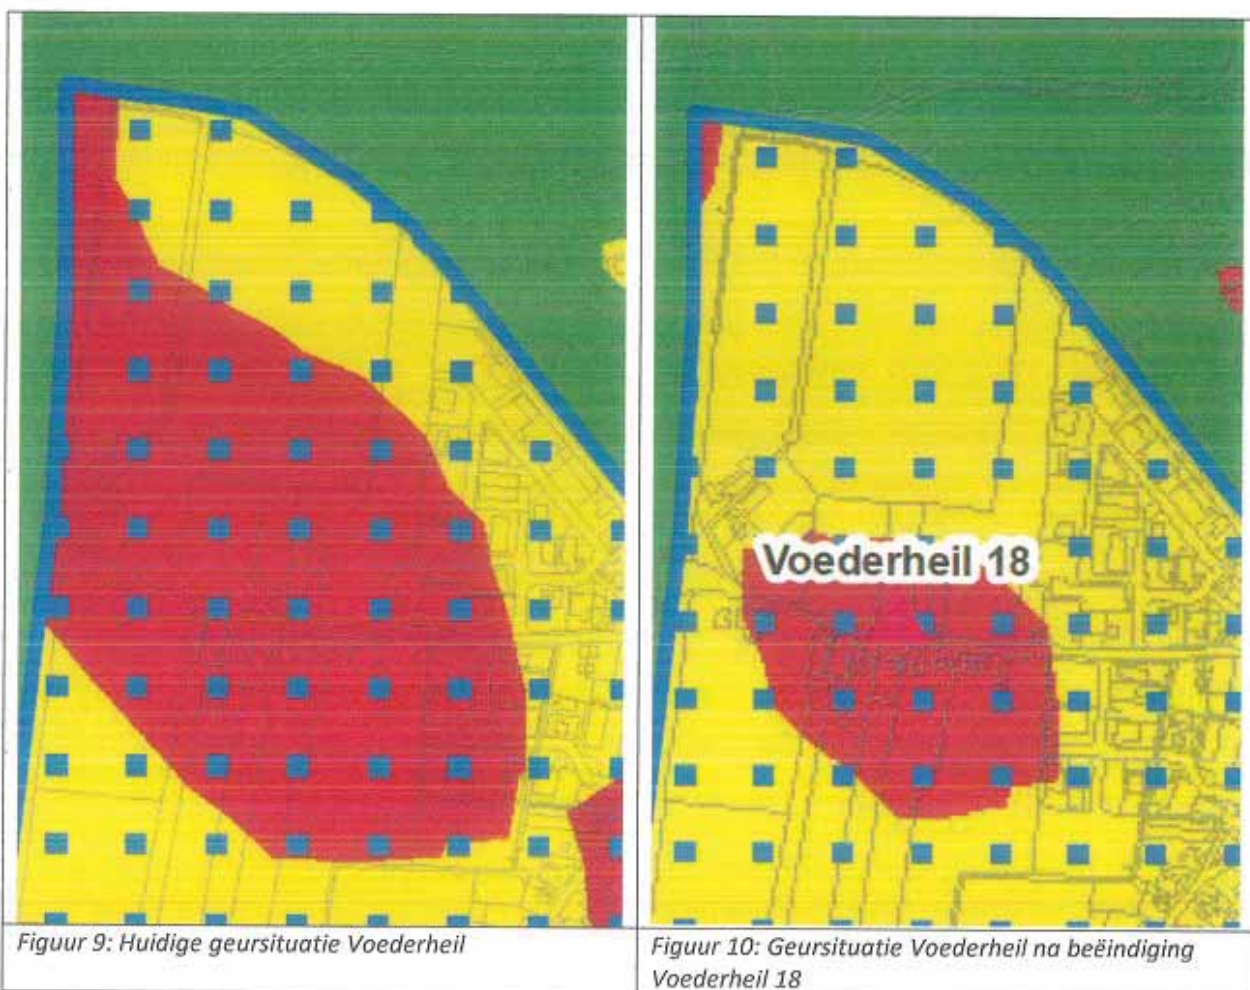 Voederheil 18
Figuur 9: Huidige geursituatie Voederheil
Figuur 10: Geursituatie Voederheil na beëindiging
Voederheil 18